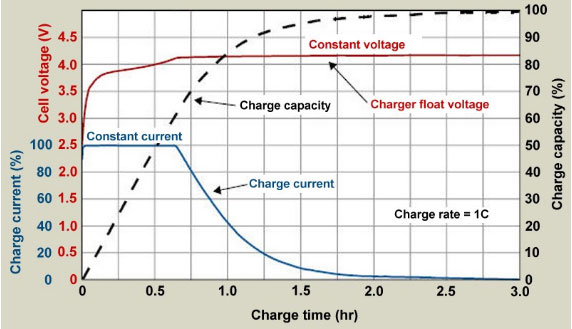 Cell voltage (V)
4.5
4.0
3.5
3.0
2.5
2.0
1.5
1.0
0.5
0
Charge current (%)
100
80
60
40
20
0
Constant voltage
Charge capacity
Charger float voltage
Constant current
Charge current
Charge rate = 1C
100
90
80
70
60
50
40
30
20
10
0
Charge capacity (%)
0 0.5 1.0 1.5 2.0 2.5 3.0
Charge time (hr)